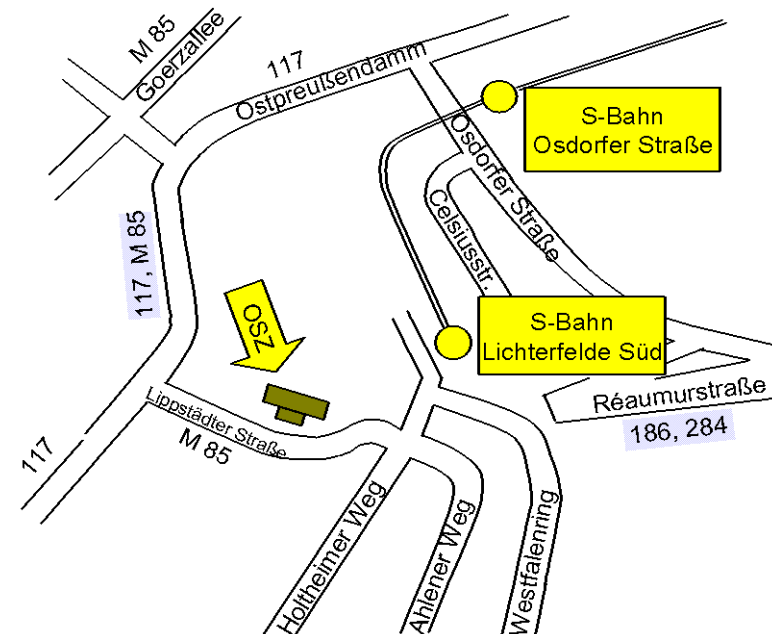 M 85
Goerzallee
117
Ostpreußendamm
S-Bahn
Osdorfer Straße
Osdorfer Straße
Celsiusstr.
117, M 85
OSZ
S-Bahn
Lichterfelde Süd
Réaumurstraße
186, 284
Lippstädter Straße
M 85
117
Holtheimer Weg
Ahlener Weg
Westfalenring